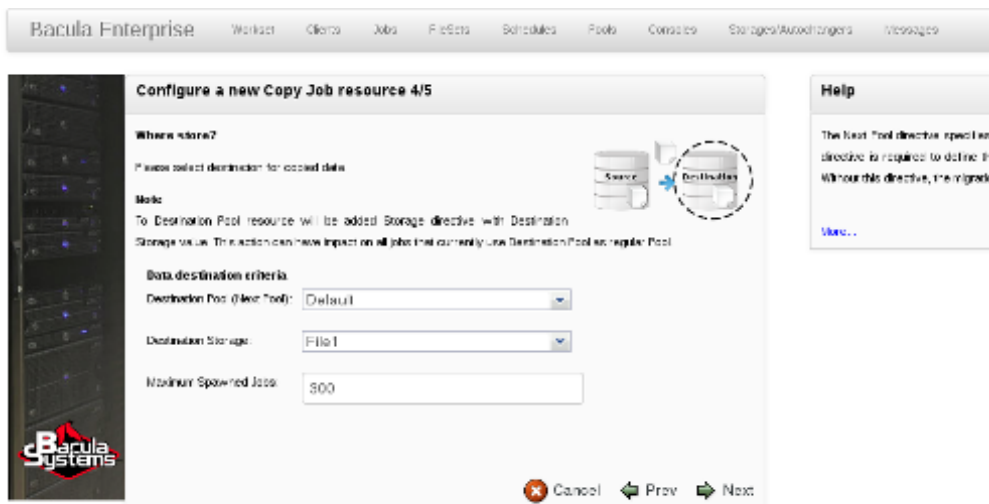 Bacula Enterprise
Workset Clients Jobs FileSets Schedules Pools Consoles Storages/Autochangers Messages
Configure a new Copy Job resource 4/5
Where store?
Please select destination for copied data
Source
Destination
Note
To Destination Pool resource will be added Storage directive with Destination
Storage value. This action can have impact on all jobs that currently use Destination Pool as regular Pool
Data destination criteria
Destination Pool (Next Pool): Default
Destination Storage: File1
Maximum Spawned Jobs: 300
Cancel Prev Next
Help
The Next Pool directive specifies
directive is required to define th
Without this directive, the migratio
More...
Bacula
Systems